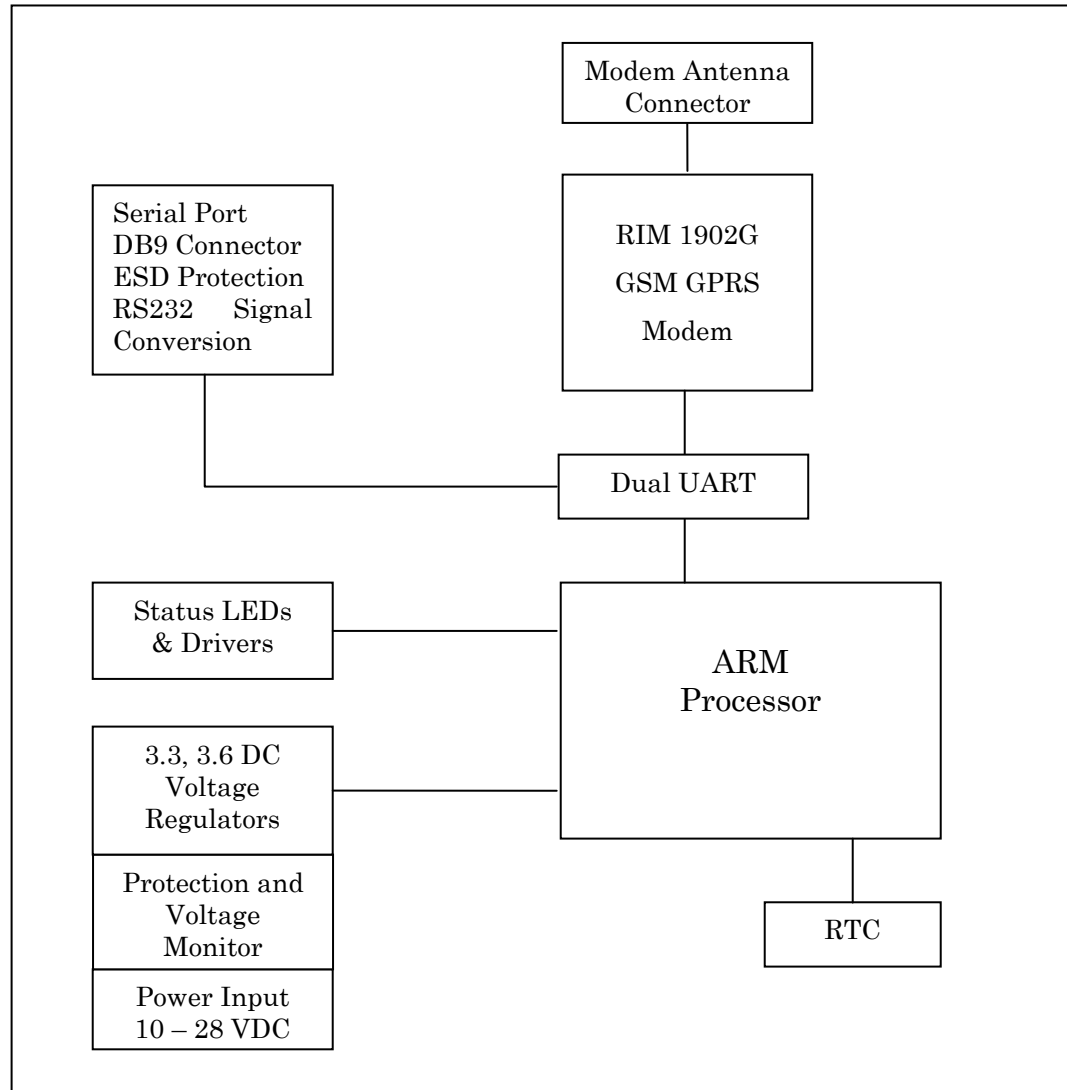 Modem Antenna
Connector
Serial Port
DB9 Connector
ESD Protection
RS232 Signal
Conversion
RIM 1902G
GSM GPRS
Modem
Dual UART
Status LEDs
& Drivers
ARM
Processor
3.3, 3.6 DC
Voltage
Regulators
Protection and
Voltage
Monitor
Power Input
10 – 28 VDC
RTC